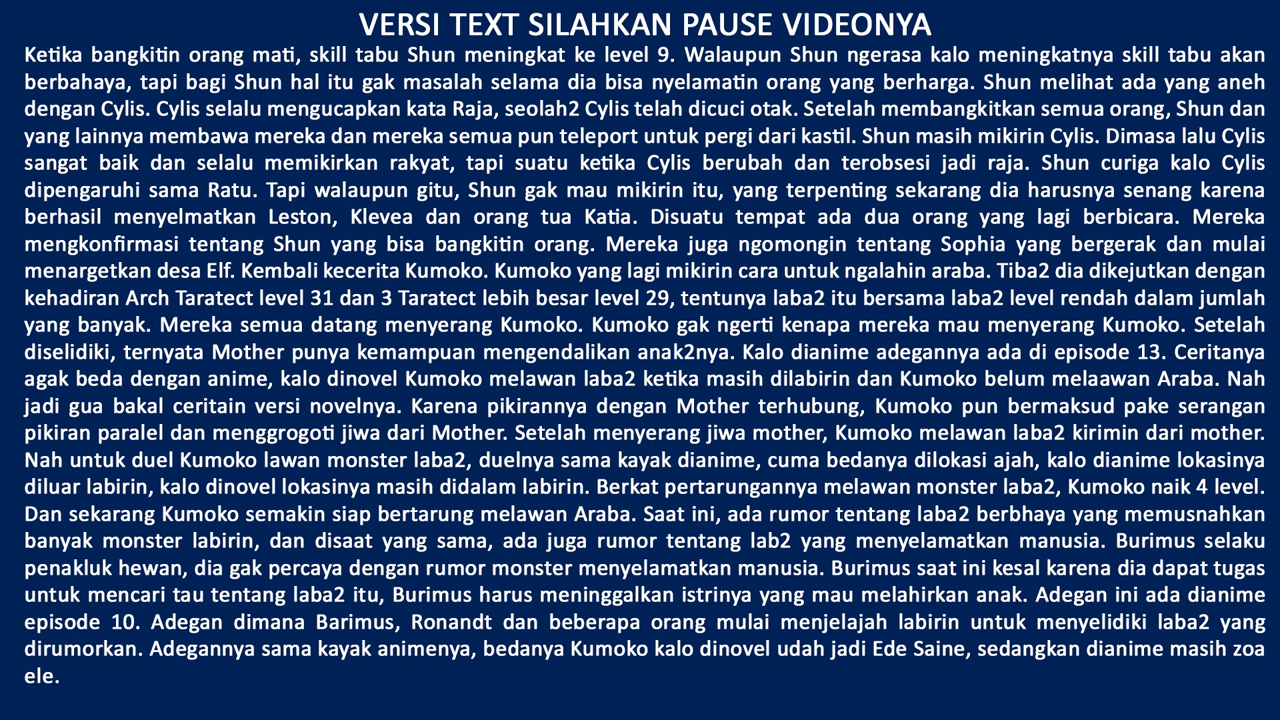 VERSI TEXT SILAHKAN PAUSE VIDEONYA
Ketika bangkitin orang mati, skill tabu Shun meningkat ke level 9. Walaupun Shun ngerasa kalo meningkatnya skill tabu akan
berbahaya, tapi bagi Shun hal itu gak masalah selama dia bisa nyelamatin orang yang berharga. Shun melihat ada yang aneh
dengan Cylis. Cylis selalu mengucapkan kata Raja, seolah2 Cylis telah dicuci otak. Setelah membangkitkan semua orang, Shun dan
yang lainnya membawa mereka dan mereka semua pun teleport untuk pergi dari kastil. Shun masih mikirin Cylis. Dimasa lalu Cylis
sangat baik dan selalu memikirkan rakyat, tapi suatu ketika Cylis berubah dan terobsesi jadi raja. Shun curiga kalo Cylis
dipengaruhi sama Ratu. Tapi walaupun gitu, Shun gak mau mikirin itu, yang terpenting sekarang dia harusnya senang karena
berhasil menyelmatkan Leston, Klevea dan orang tua Katia. Disuatu tempat ada dua orang yang lagi berbicara. Mereka
mengkonfirmasi tentang Shun yang bisa bangkitin orang. Mereka juga ngomongin tentang Sophia yang bergerak dan mulai
menargetkan desa Elf. Kembali kecerita Kumoko. Kumoko yang lagi mikirin cara untuk ngalahin araba. Tiba2 dia dikejutkan dengan
kehadiran Arch Taratect level 31 dan 3 Taratect lebih besar level 29, tentunya laba2 itu bersama laba2 level rendah dalam jumlah
yang banyak. Mereka semua datang menyerang Kumoko. Kumoko gak ngerti kenapa mereka mau menyerang Kumoko. Setelah
diselidiki, ternyata Mother punya kemampuan mengendalikan anak2nya. Kalo dianime adegannya ada di episode 13. Ceritanya
agak beda dengan anime, kalo dinovel Kumoko melawan laba2 ketika masih dilabirin dan Kumoko belum melaawan Araba. Nah
jadi gua bakal ceritain versi novelnya. Karena pikirannya dengan Mother terhubung, Kumoko pun bermaksud pake serangan
pikiran paralel dan menggrogoti jiwa dari Mother. Setelah menyerang jiwa mother, Kumoko melawan laba2 kirimin dari mother.
Nah untuk duel Kumoko lawan monster laba2, duelnya sama kayak dianime, cuma bedanya dilokasi ajah, kalo dianime lokasinya
diluar labirin, kalo dinovel lokasinya masih didalam labirin. Berkat pertarungannya melawan monster laba2, Kumoko naik 4 level.
Dan sekarang Kumoko semakin siap bertarung melawan Araba. Saat ini, ada rumor tentang laba2 berbhaya yang memusnahkan
banyak monster labirin, dan disaat yang sama, ada juga rumor tentang lab2 yang menyelamatkan manusia. Burimus selaku
penakluk hewan, dia gak percaya dengan rumor monster menyelamatkan manusia. Burimus saat ini kesal karena dia dapat tugas
untuk mencari tau tentang laba2 itu, Burimus harus meninggalkan istrinya yang mau melahirkan anak. Adegan ini ada dianime
episode 10. Adegan dimana Barimus, Ronandt dan beberapa orang mulai menjelajah labirin untuk menyelidiki laba2 yang
dirumorkan. Adegannya sama kayak animenya, bedanya Kumoko kalo dinovel udah jadi Ede Saine, sedangkan dianime masih zoa
ele.